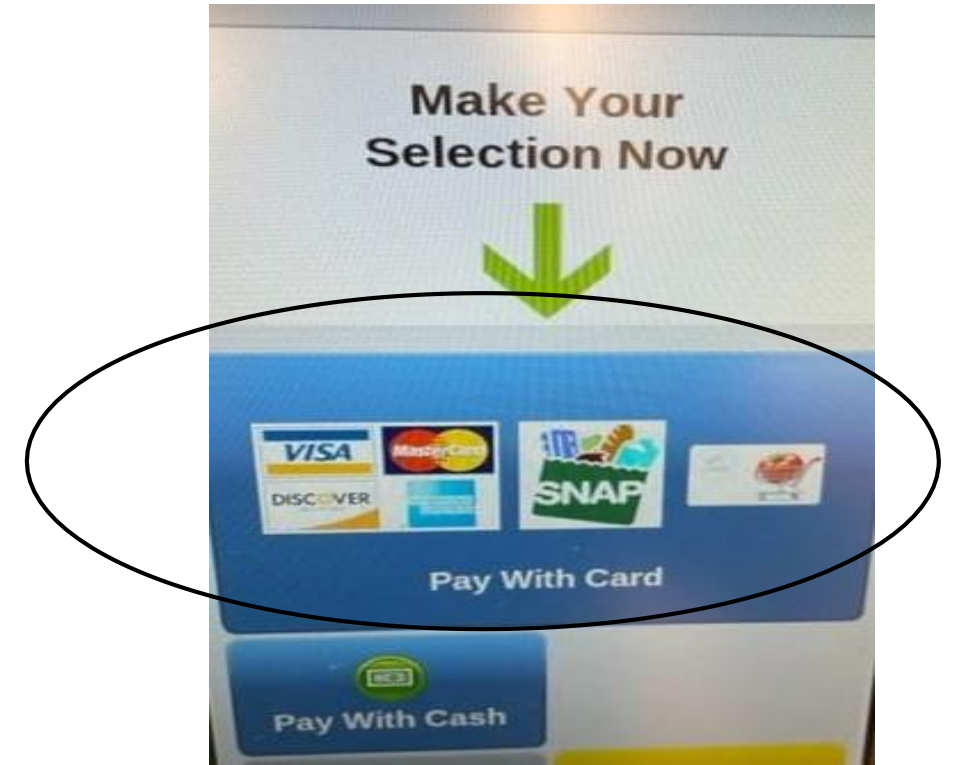 Make Your
Selection Now
VISA
MasterCard
DISCOVER
SNAP
Pay With Card
Pay With Cash